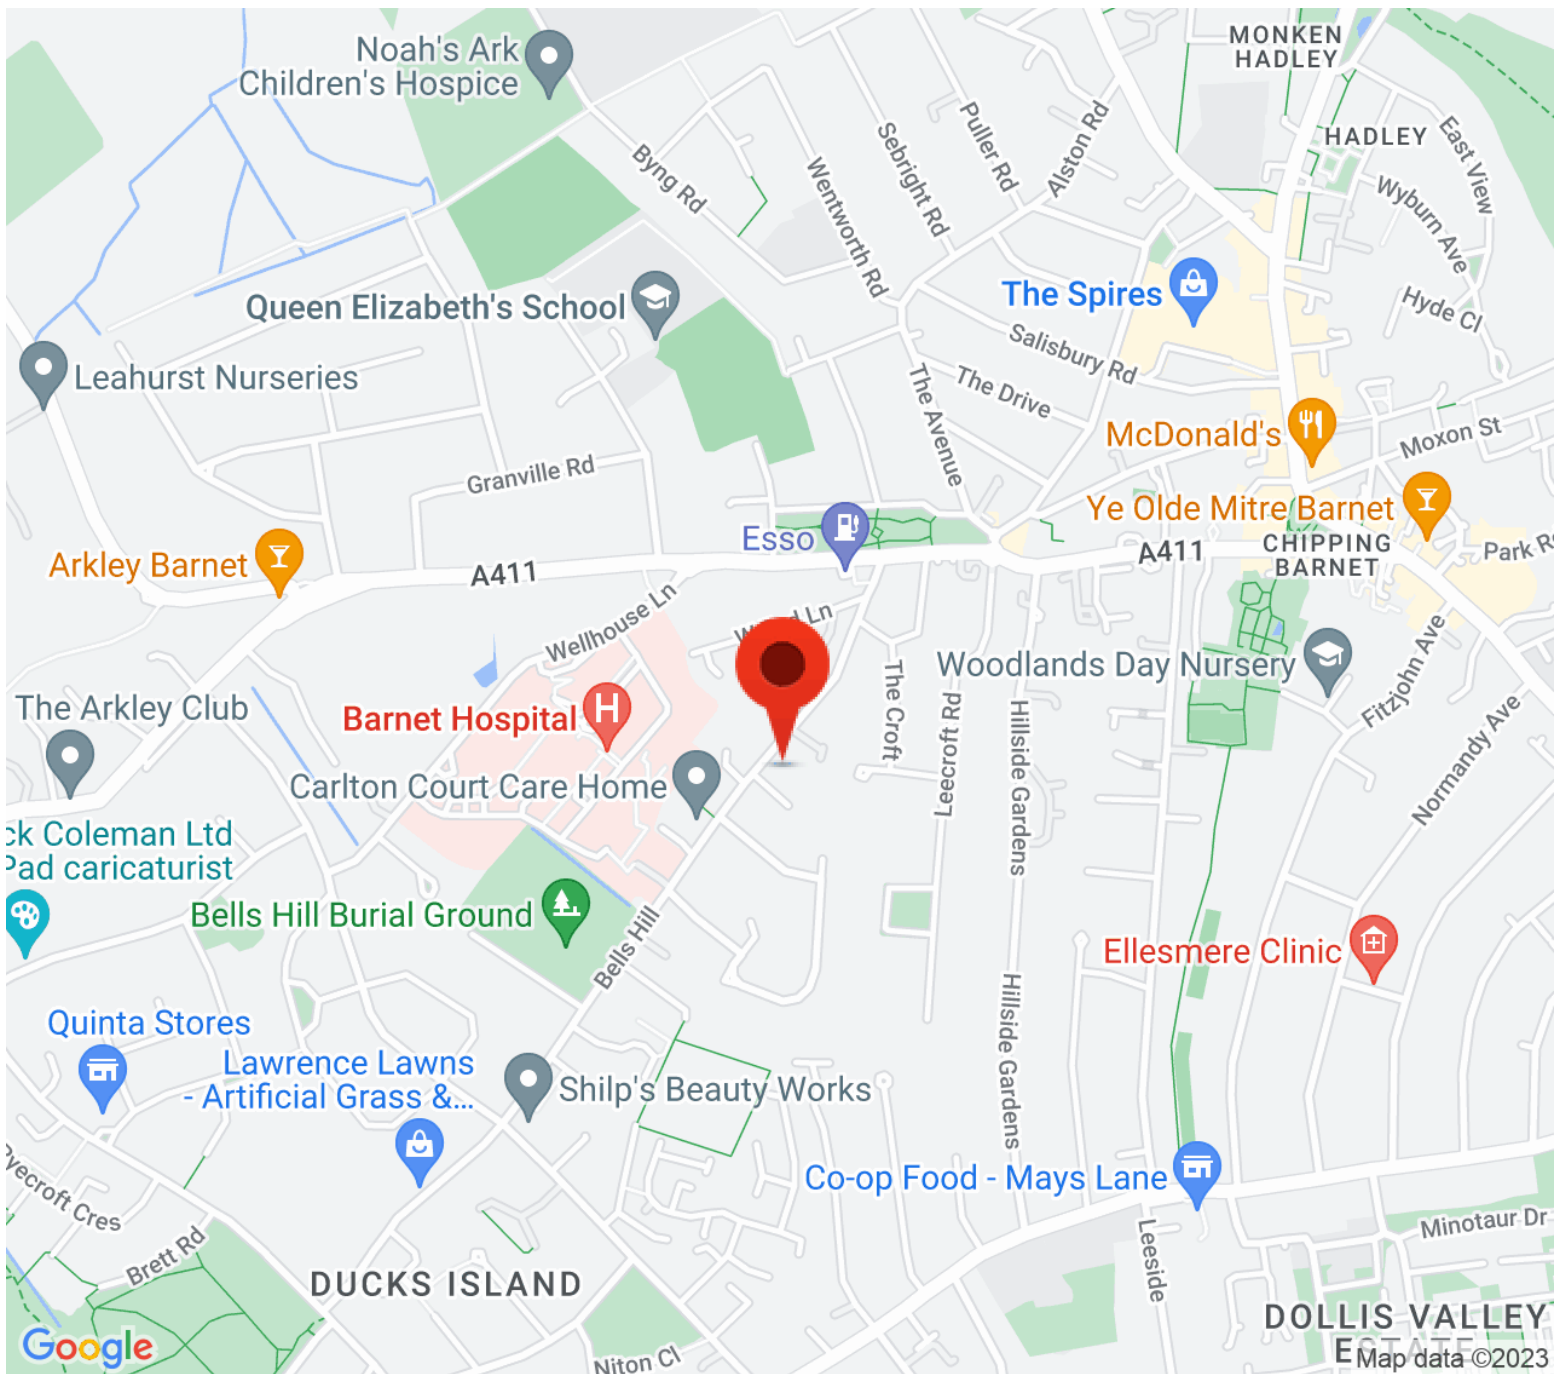 Noah's Ark
Children's Hospice
MONKEN
HADLEY
HADLEY
East View
Puller Rd
Alston Rd
Sebright Rd
Byng Rd
Wentworth Rd
Wyburn Ave
Hyde Cl
The Spires
Queen Elizabeth's School
Salisbury Rd
Leahurst Nurseries
The Drive
The Avenue
McDonald's
Moxon St
Granville Rd
Ye Olde Mitre Barnet
Esso
A411
CHIPPING
BARNET
Park
Arkley Barnet
A411
Wellhouse Ln
Ln
Woodlands Day Nursery
Fitzjohn Ave
The Croft
Leecroft Rd
Hillside Gardens
Normandy Ave
The Arkley Club
Barnet Hospital
H
Carlton Court Care Home
ck Coleman Ltd
Pad caricaturist
Bells Hill Burial Ground
Bells Hill
Ellesmere Clinic
Hillside Gardens
Quinta Stores
Lawrence Lawns
- Artificial Grass &...
Shilp's Beauty Works
Co-op Food - Mays Lane
Minotaur Dr
Leeside
Ryecroft Cres
Brett Rd
DUCKS ISLAND
DOLLIS VALLEY
ESTATE
Niton Cl
Google
Map data ©2023